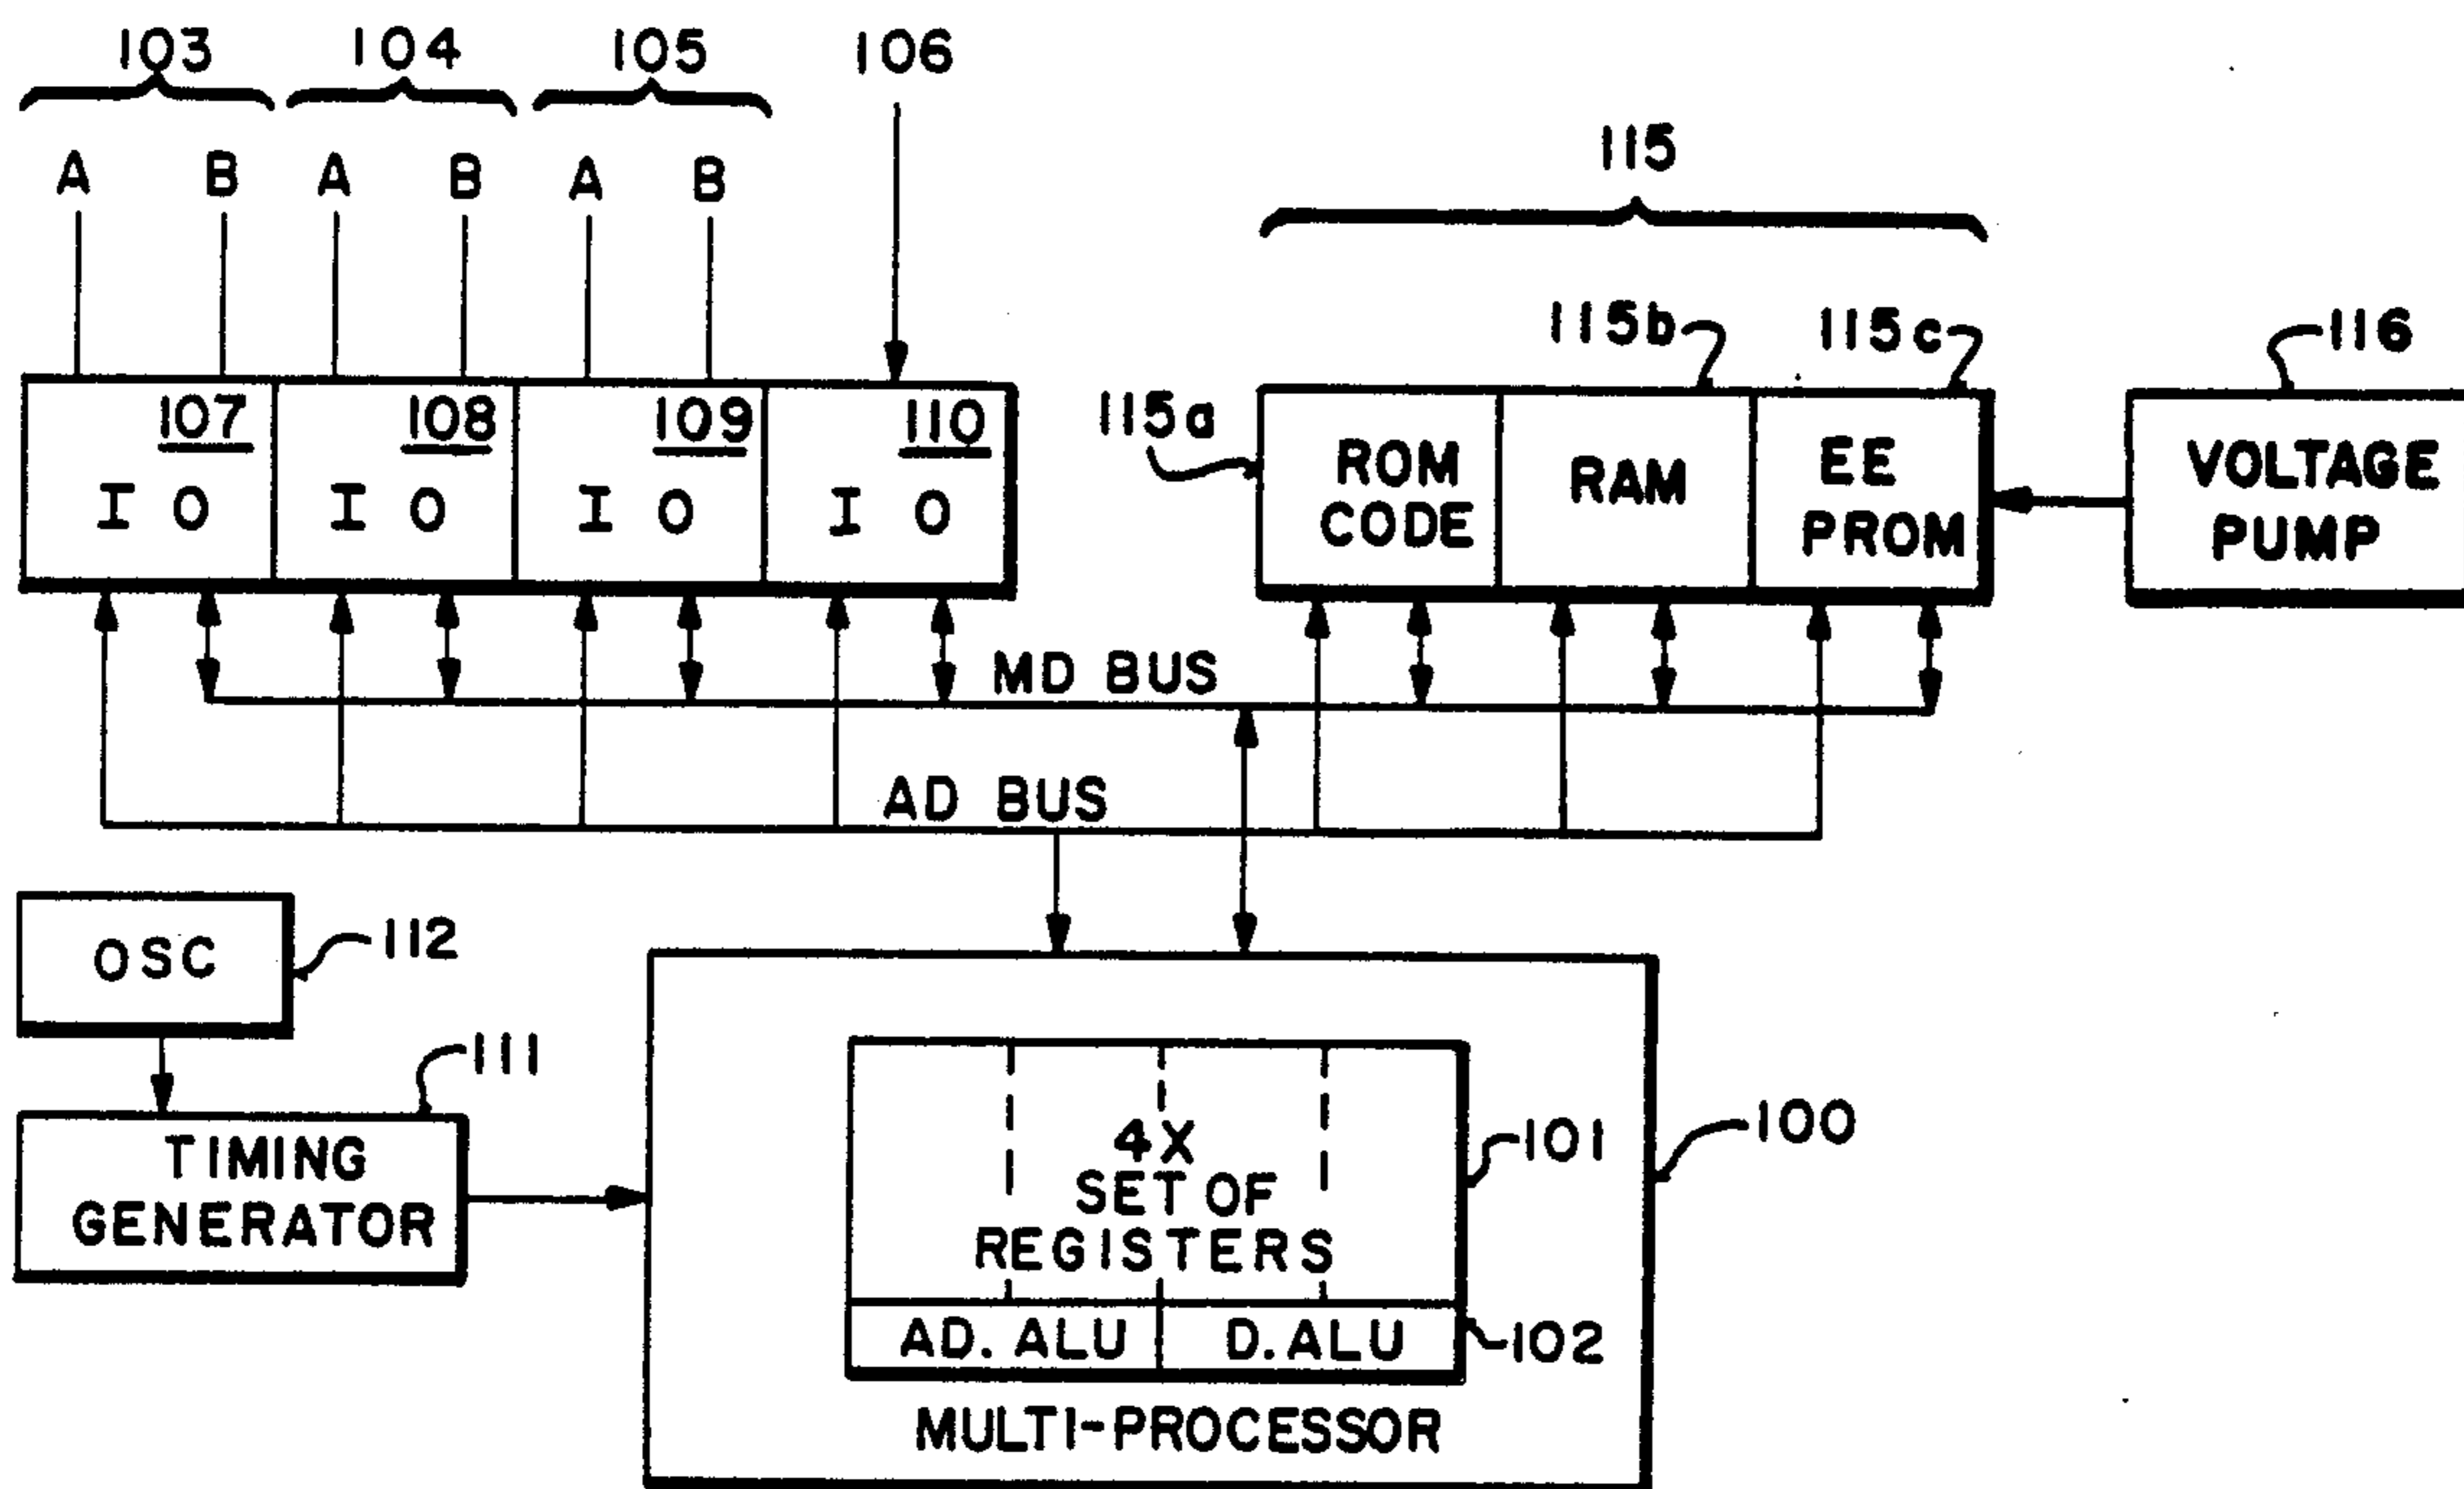 103 104 105 106
A B A B A B
115
115b 115c 116
115a
107 108 109 110
I O I O I O I O
ROM
CODE
RAM
EE
PROM
VOLTAGE
PUMP
MD BUS
AD BUS
OSC
112
111
TIMING
GENERATOR
4X
SET OF
REGISTERS
101
100
AD. ALU D. ALU
102
MULTI-PROCESSOR